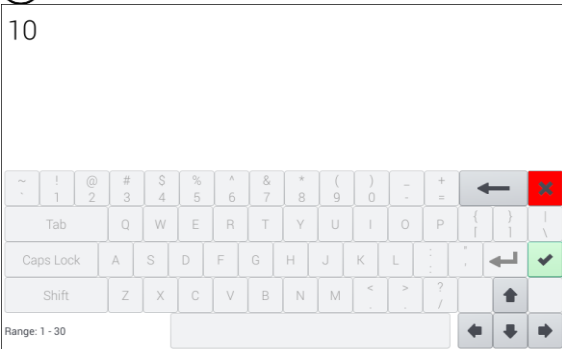 10
~ ! @ # $ % ^ & * ( ) _ +
` 1 2 3 4 5 6 7 8 9 0 - =
Tab Q W E R T Y U I O P { } |
[ ] \
Caps Lock A S D F G H J K L : "
; '
Shift Z X C V B N M < > ?
, . /
Range: 1 - 30